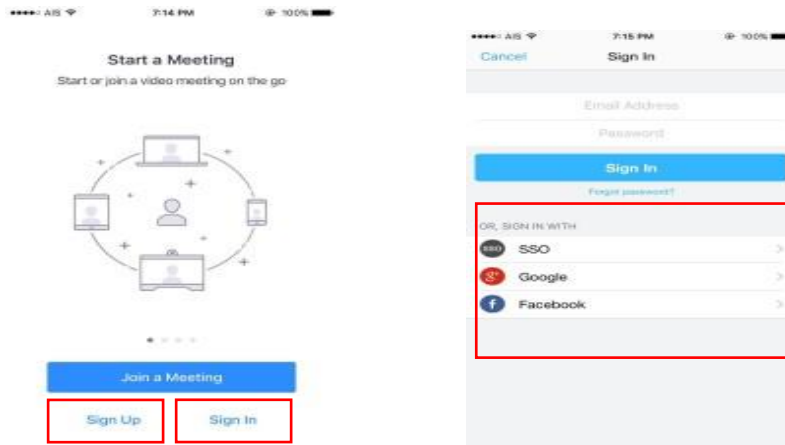 AIS 7:14 PM 100%
Start a Meeting
Start or join a video meeting on the go
Join a Meeting
Sign Up Sign In
AIS 7:15 PM 100%
Cancel Sign In
Email Address
Password
Sign In
Forgot password?
OR, SIGN IN WITH
SSO SSO
g+ Google
f Facebook